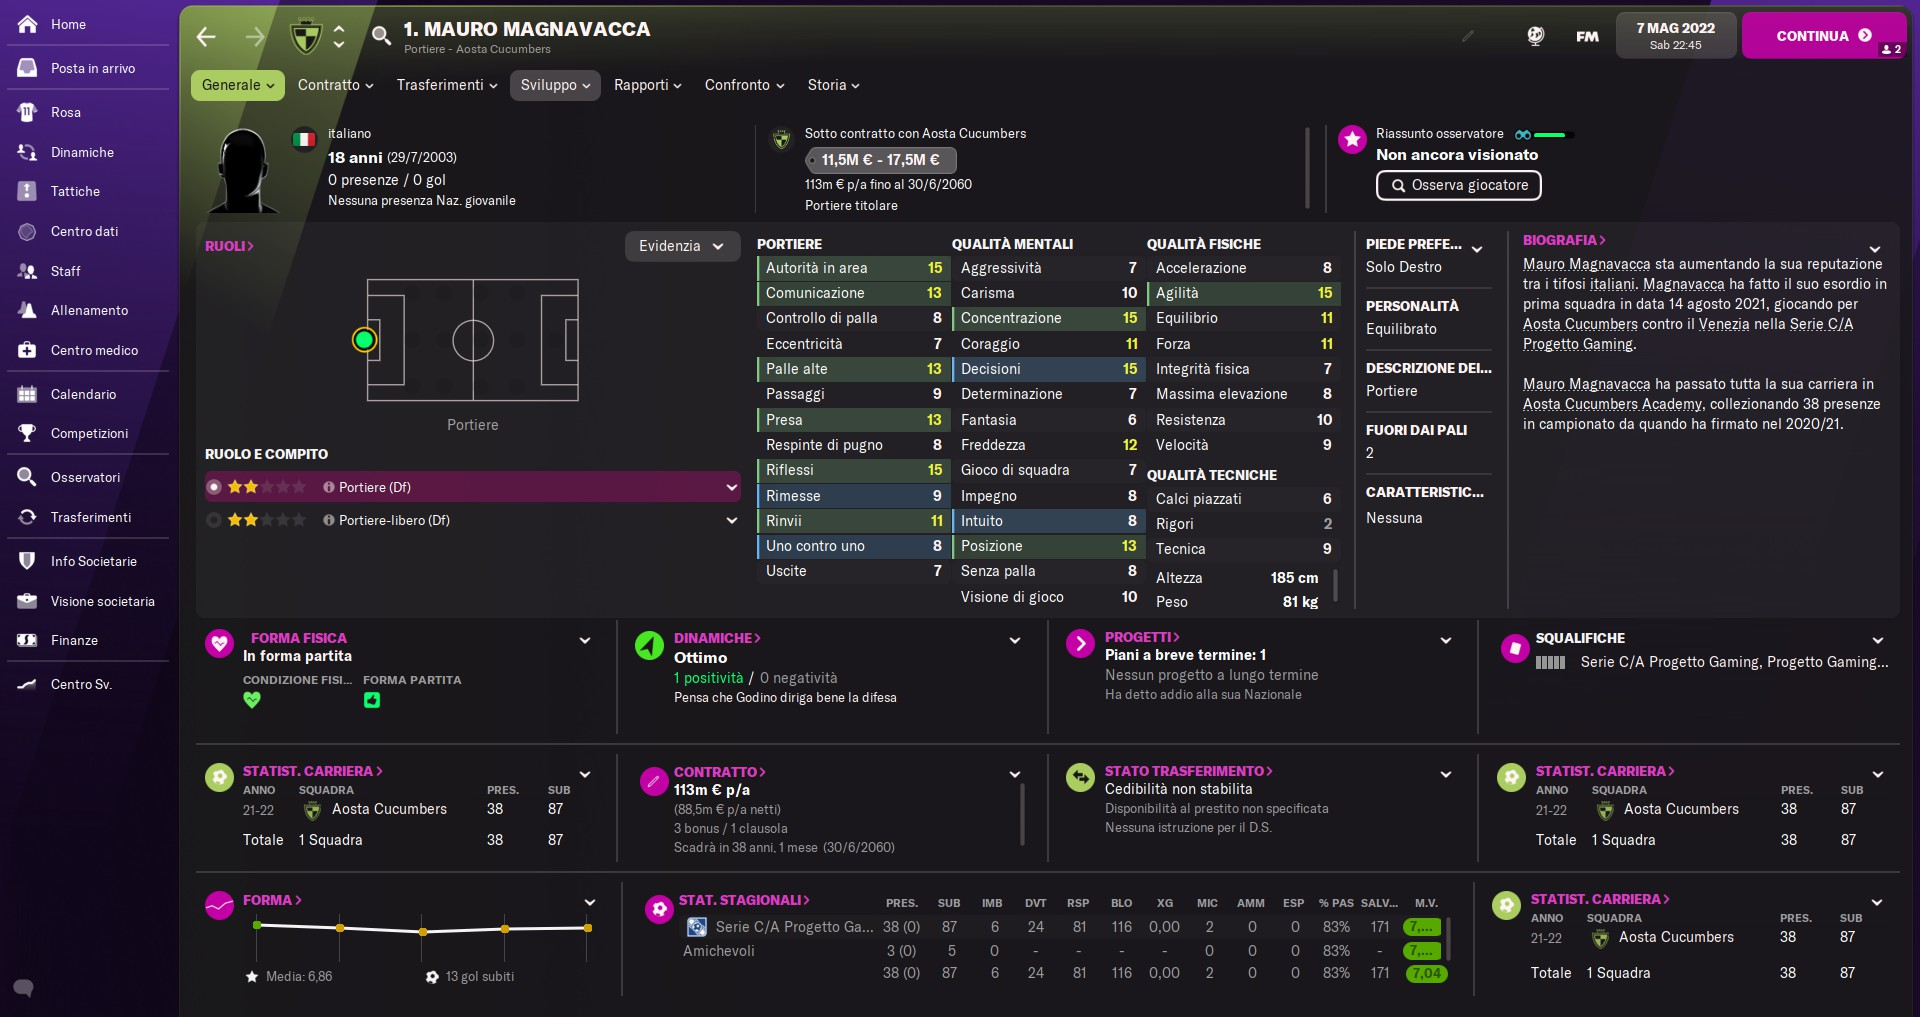 Home
Posta in arrivo
Rosa
Dinamiche
Tattiche
Centro dati
Staff
Allenamento
Centro medico
Calendario
Competizioni
Osservatori
Trasferimenti
Info Societarie
Visione societaria
Finanze
Centro Sv.
1. MAURO MAGNAVACCA
Portiere - Aosta Cucumbers
FM
7 MAG 2022
Sab 22:45
CONTINUA
2
Generale
Contratto
Trasferimenti
Sviluppo
Rapporti
Confronto
Storia
italiano
18 anni (29/7/2003)
0 presenze / 0 gol
Nessuna presenza Naz. giovanile
Sotto contratto con Aosta Cucumbers
11,5M € - 17,5M €
113m € p/a fino al 30/6/2060
Portiere titolare
Riassunto osservatore
Non ancora visionato
Osserva giocatore
RUOLI
Evidenzia
Portiere
RUOLO E COMPITO
Portiere (Df)
Portiere-libero (Df)
PORTIERE
Autorità in area 15
Comunicazione 13
Controllo di palla 8
Eccentricità 7
Palle alte 13
Passaggi 9
Presa 13
Respinte di pugno 8
Riflessi 15
Rimesse 9
Rinvii 11
Uno contro uno 8
Uscite 7
QUALITÀ MENTALI
Aggressività 7
Carisma 10
Concentrazione 15
Coraggio 11
Decisioni 15
Determinazione 7
Fantasia 6
Freddezza 12
Gioco di squadra 7
Impegno 8
Intuito 8
Posizione 13
Senza palla 8
Visione di gioco 10
QUALITÀ FISICHE
Accelerazione 8
Agilità 15
Equilibrio 11
Forza 11
Integrità fisica 7
Massima elevazione 8
Resistenza 10
Velocità 9
QUALITÀ TECNICHE
Calci piazzati 6
Rigori 2
Tecnica 9
Altezza 185 cm
Peso 81 kg
PIEDE PREFE...
Solo Destro
PERSONALITÀ
Equilibrato
DESCRIZIONE DEI...
Portiere
FUORI DAI PALI
2
CARATTERISTIC...
Nessuna
BIOGRAFIA
Mauro Magnavacca sta aumentando la sua reputazione
tra i tifosi italiani. Magnavacca ha fatto il suo esordio in
prima squadra in data 14 agosto 2021, giocando per
Aosta Cucumbers contro il Venezia nella Serie C/A
Progetto Gaming.
Mauro Magnavacca ha passato tutta la sua carriera in
Aosta Cucumbers Academy, collezionando 38 presenze
in campionato da quando ha firmato nel 2020/21.
FORMA FISICA
In forma partita
CONDIZIONE FISI... FORMA PARTITA
DINAMICHE
Ottimo
1 positività / 0 negatività
Pensa che Godino diriga bene la difesa
PROGETTI
Piani a breve termine: 1
Nessun progetto a lungo termine
Ha detto addio alla sua Nazionale
SQUALIFICHE
Serie C/A Progetto Gaming, Progetto Gaming...
STATIST. CARRIERA
ANNO SQUADRA PRES. SUB
21-22 Aosta Cucumbers 38 87
Totale 1 Squadra 38 87
CONTRATTO
113m € p/a
(88,5m € p/a netti)
3 bonus / 1 clausola
Scadrà in 38 anni, 1 mese (30/6/2060)
STATO TRASFERIMENTO
Cedibilità non stabilita
Disponibilità al prestito non specificata
Nessuna istruzione per il D.S.
STATIST. CARRIERA
ANNO SQUADRA PRES. SUB
21-22 Aosta Cucumbers 38 87
Totale 1 Squadra 38 87
FORMA
Media: 6,86
13 gol subiti
STAT. STAGIONALI PRES. SUB IMB DVT RSP BLO XG MIC AMM ESP % PAS SALV... M.V.
Serie C/A Progetto Ga... 38 (0) 87 6 24 81 116 0,00 2 0 0 83% 171 7,...
Amichevoli 3 (0) 5 0 - - - - 0 0 0 83% - 7,...
38 (0) 87 6 24 81 116 0,00 2 0 0 83% 171 7,04
STATIST. CARRIERA
ANNO SQUADRA PRES. SUB
21-22 Aosta Cucumbers 38 87
Totale 1 Squadra 38 87